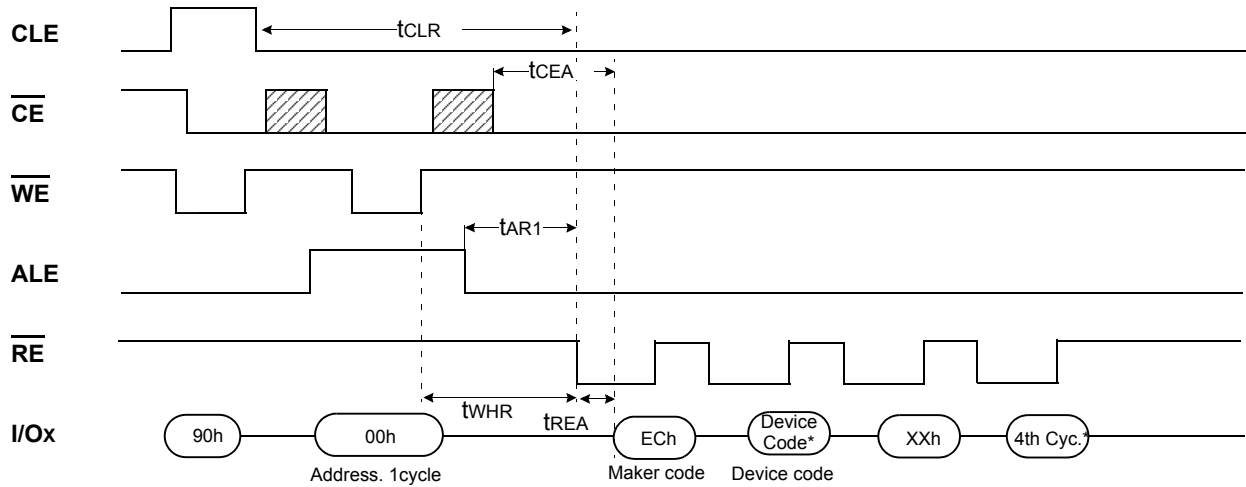 CLE
tCLR
tCEA
CE
WE
tAR1
ALE
RE
tWHR
tREA
I/Ox
90h
00h
ECh
Device
Code*
XXh
4th Cyc.*
Address. 1cycle
Maker code
Device code